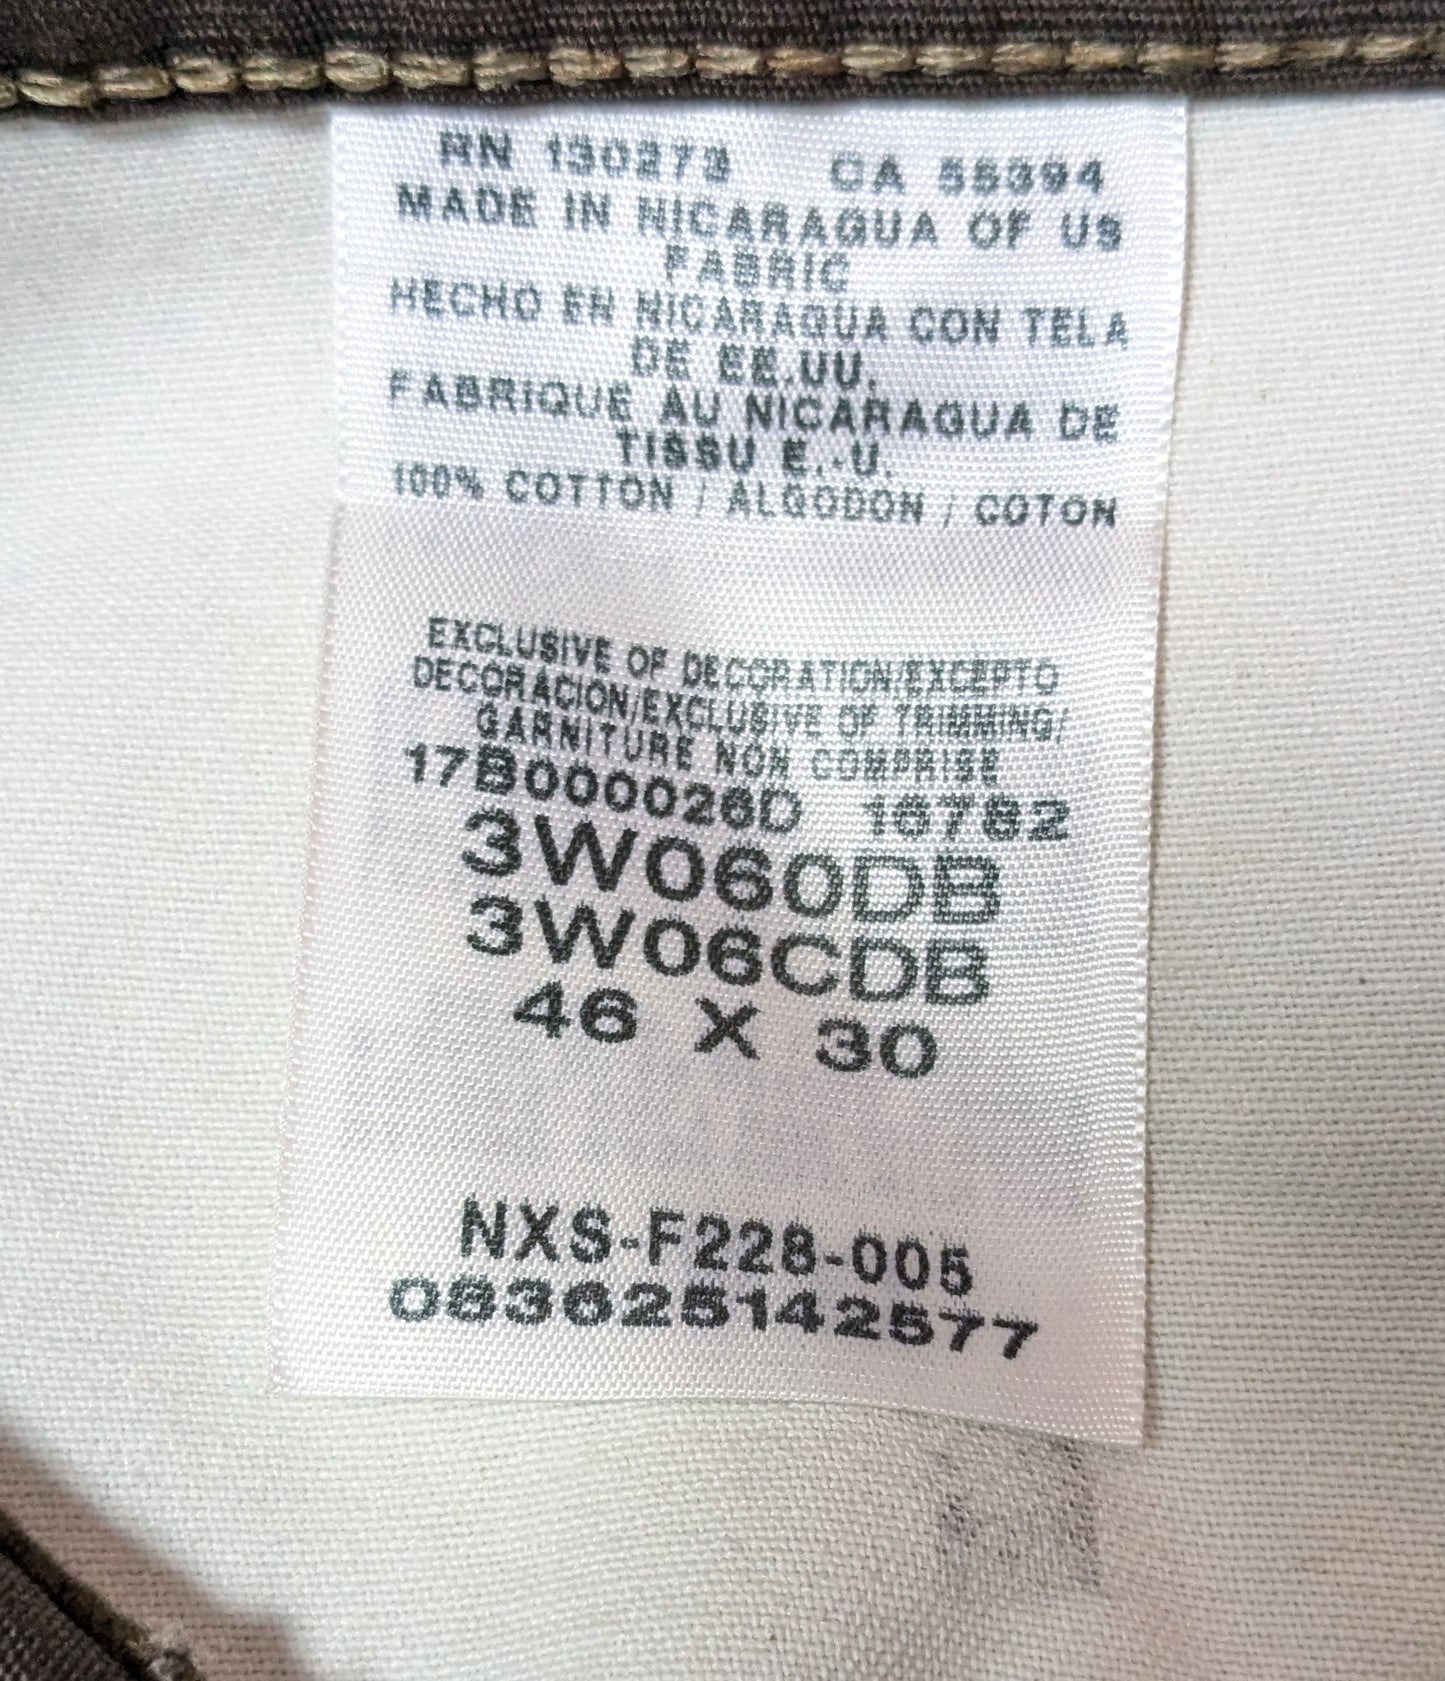 RN 130273 CA 55394
MADE IN NICARAGUA OF US
FABRIC
HECHO EN NICARAGUA CON TELA
DE EE.UU.
FABRIQUE AU NICARAGUA DE
TISSU E.-U.
100% COTTON / ALGODON / COTON
EXCLUSIVE OF DECORATION/EXCEPTO
DECORACION/EXCLUSIVE OF TRIMMING/
GARNITURE NON COMPRISE
17B000026D 16782
3W060DB
3W06CDB
46 X 30
NXS-F228-005
083625142577